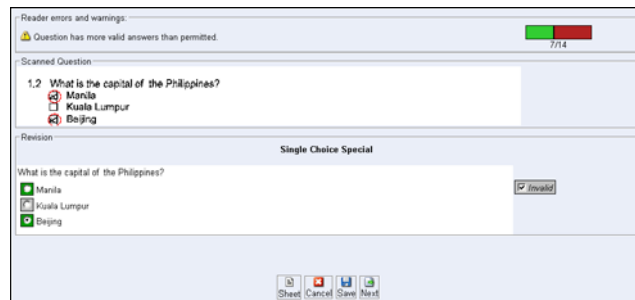 Reader errors and warnings:
Question has more valid answers than permitted.
7/14
Scanned Question
1.2 What is the capital of the Philippines?
Manila
Kuala Lumpur
Beijing
Revision
Single Choice Special
What is the capital of the Philippines?
Manila
Invalid
Kuala Lumpur
Beijing
Sheet Cancel Save Next